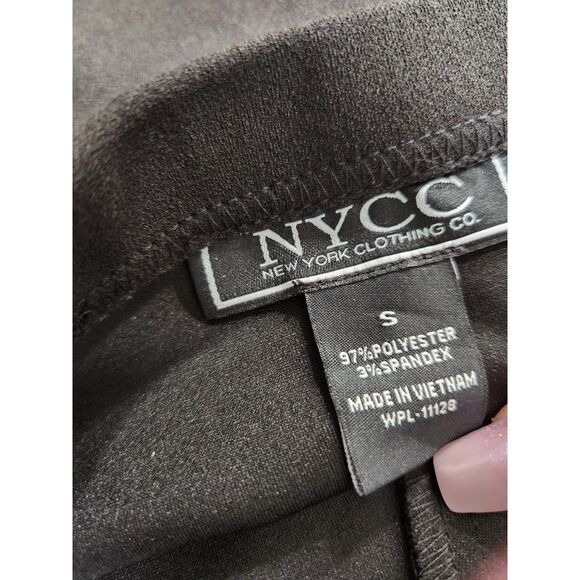 NYCC
NEW YORK CLOTHING CO.
S
97%POLYESTER
3%SPANDEX
MADE IN VIETNAM
WPL-11128